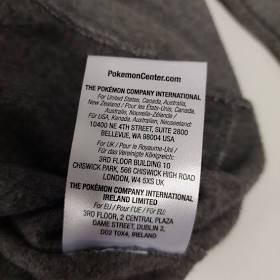 PokemonCenter.com
THE POKÉMON COMPANY INTERNATIONAL
For United States, Canada, Australia,
New Zealand / Pour les États-Unis, Canada,
Australie, Nouvelle-Zélande /
Für USA, Kanada, Australien, Neuseeland:
10400 NE 4TH STREET, SUITE 2800
BELLEVUE, WA 98004 USA
For UK / Pour le Royaume-Uni /
Für das Vereinigte Königreich:
THIRD FLOOR BUILDING 10
CHISWICK PARK, 566 CHISWICK HIGH ROAD
LONDON, W4 5XS UK
THE POKÉMON COMPANY INTERNATIONAL
IRELAND LIMITED
For EU / Pour l'UE / Für EU:
3RD FLOOR, 2 CENTRAL PLAZA
DAME STREET, DUBLIN 2,
D02 T0X4, IRELAND